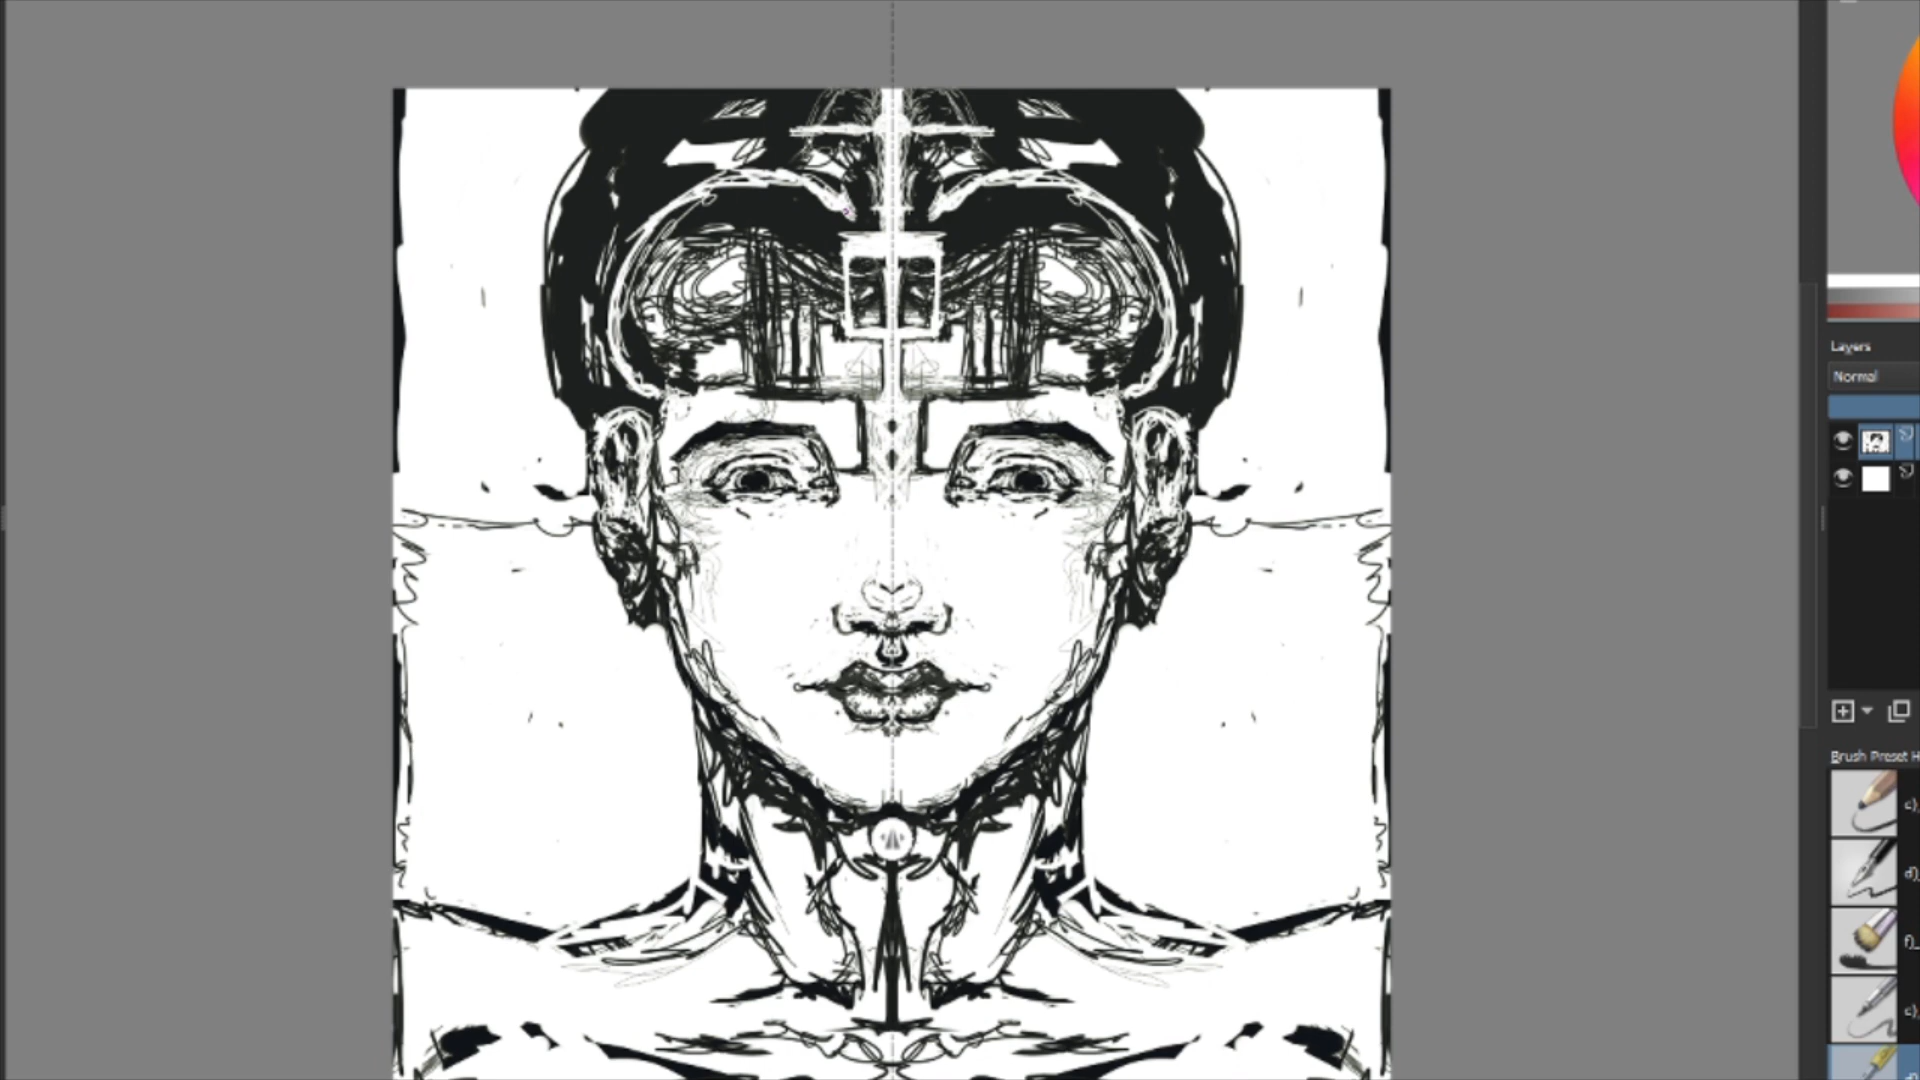 Layers
Normal
Brush Preset H
c)
d)
f)
c)